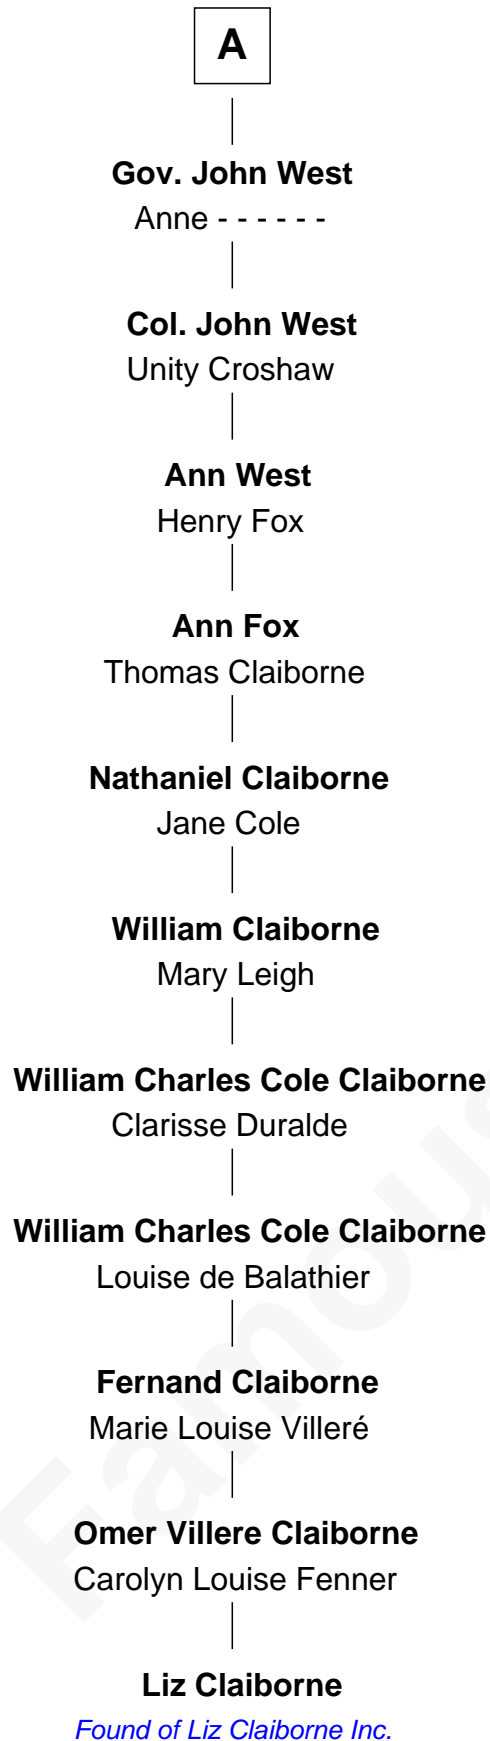 A
Gov. John West
Anne - - - - - -
Col. John West
Unity Croshaw
Ann West
Henry Fox
Ann Fox
Thomas Claiborne
Nathaniel Claiborne
Jane Cole
William Claiborne
Mary Leigh
William Charles Cole Claiborne
Clarisse Duralde
William Charles Cole Claiborne
Louise de Balathier
Fernand Claiborne
Marie Louise Villeré
Omer Villere Claiborne
Carolyn Louise Fenner
Liz Claiborne
Found of Liz Claiborne Inc.
Famous